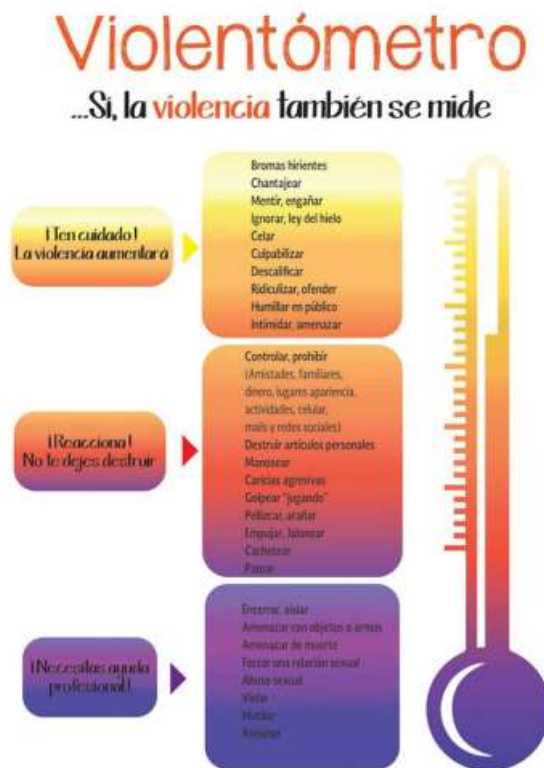 Violentómetro
...Si, la violencia también se mide
¡Ten cuidado!
La violencia aumentará
Bromas hirientes
Chantajear
Mentir, engañar
Ignorar, ley del hielo
Celar
Culpabilizar
Descalificar
Ridiculizar, ofender
Humillar en público
Intimidar, amenazar
¡Reacciona!
No te dejes destruir
Controlar, prohibir
(Amistades, familiares,
dinero, lugares apariencia,
actividades, celular,
mails y redes sociales)
Destruir artículos personales
Manosear
Caricias agresivas
Golpear "jugando"
Pellizcar, arañar
Empujar, Jalonear
Cachetear
Patear
¡Necesitas ayuda
profesional!
Encerrar, aislar
Amenazar con objetos o armas
Amenazar de muerte
Forzar una relación sexual
Abuso sexual
Violar
Mutilar
Asesinar